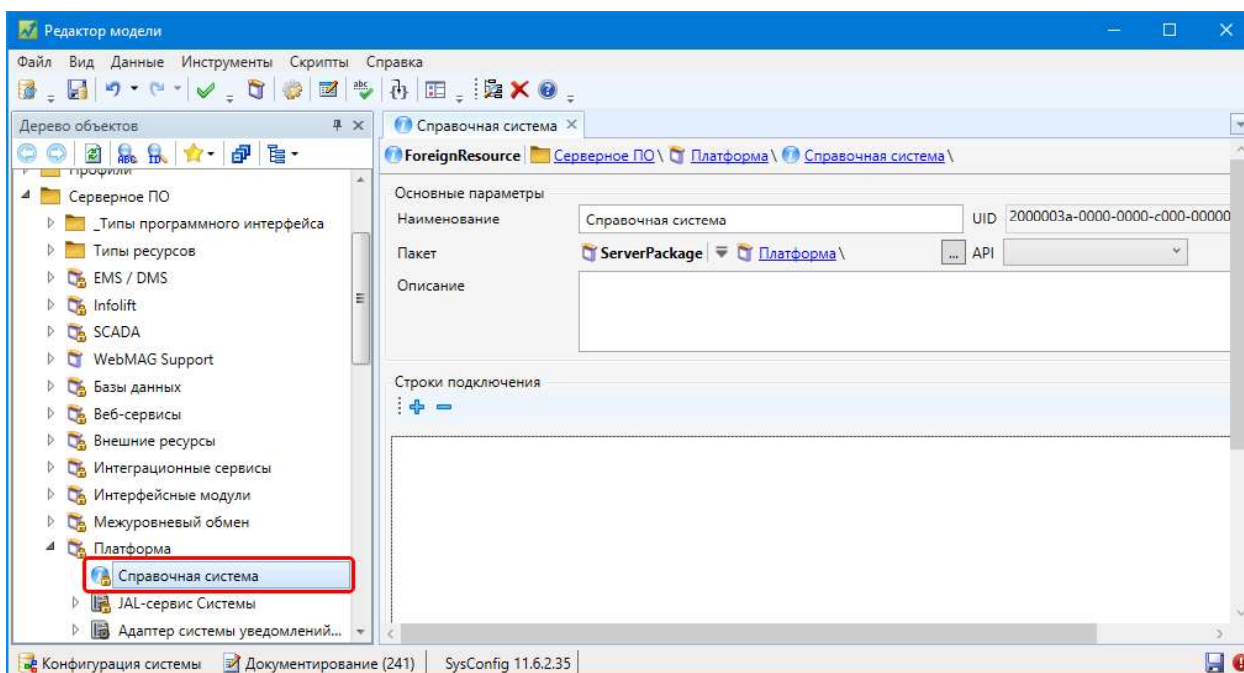 Редактор модели
Файл Вид Данные Инструменты Скрипты Справка
Дерево объектов
Справочная система
ForeignResource Серверное ПО\ Платформа\ Справочная система\
Профили
Серверное ПО
_Типы программного интерфейса
Типы ресурсов
EMS / DMS
Infolift
SCADA
WebMAG Support
Базы данных
Веб-сервисы
Внешние ресурсы
Интеграционные сервисы
Интерфейсные модули
Межуровневый обмен
Платформа
Справочная система
JAL-сервис Системы
Адаптер системы уведомлений...
Основные параметры
Наименование Справочная система UID 2000003a-0000-0000-c000-00000
Пакет ServerPackage Платформа\ ... API
Описание
Строки подключения
Конфигурация системы Документирование (241) SysConfig 11.6.2.35